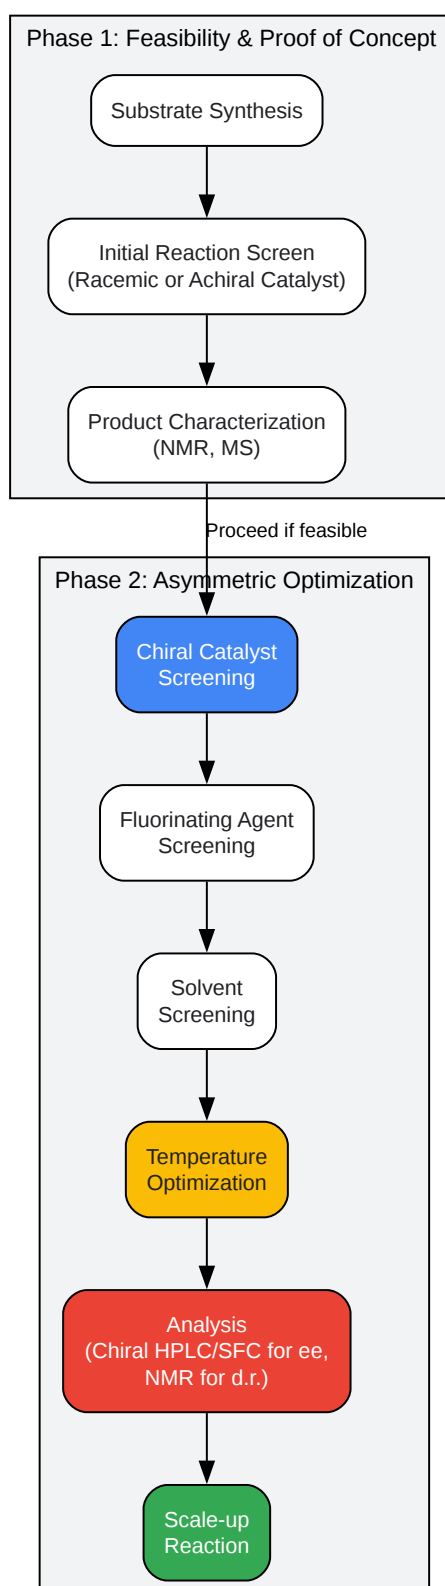 Phase 1: Feasibility & Proof of Concept
Substrate Synthesis
Initial Reaction Screen
(Racemic or Achiral Catalyst)
Product Characterization
(NMR, MS)
Proceed if feasible
Phase 2: Asymmetric Optimization
Chiral Catalyst
Screening
Fluorinating Agent
Screening
Solvent
Screening
Temperature
Optimization
Analysis
(Chiral HPLC/SFC for ee,
NMR for d.r.)
Scale-up
Reaction